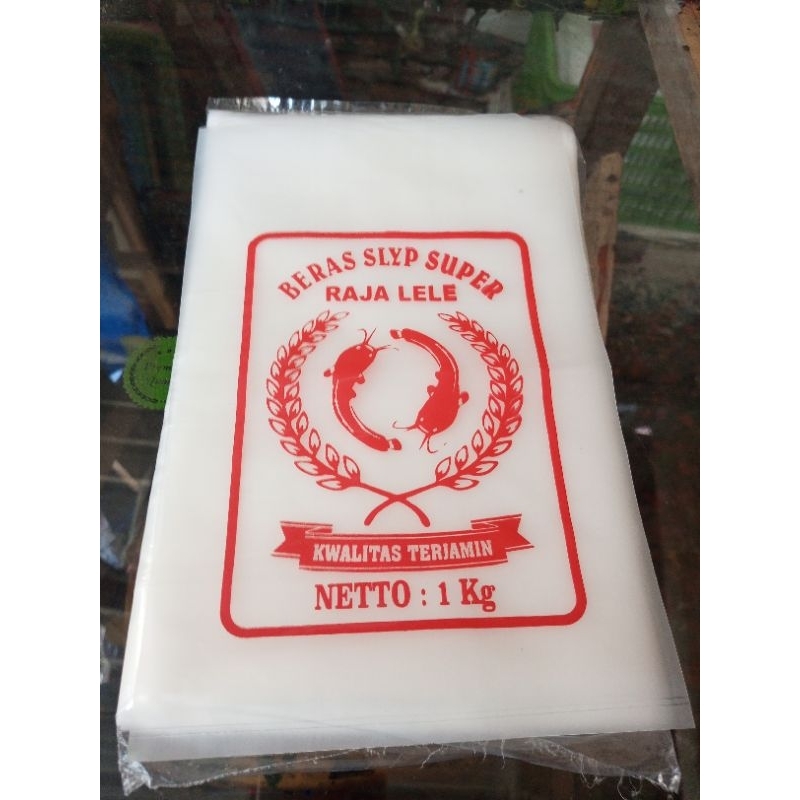 BERAS SLYP SUPER
RAJA LELE
KWALITAS TERJAMIN
NETTO : 1 Kg